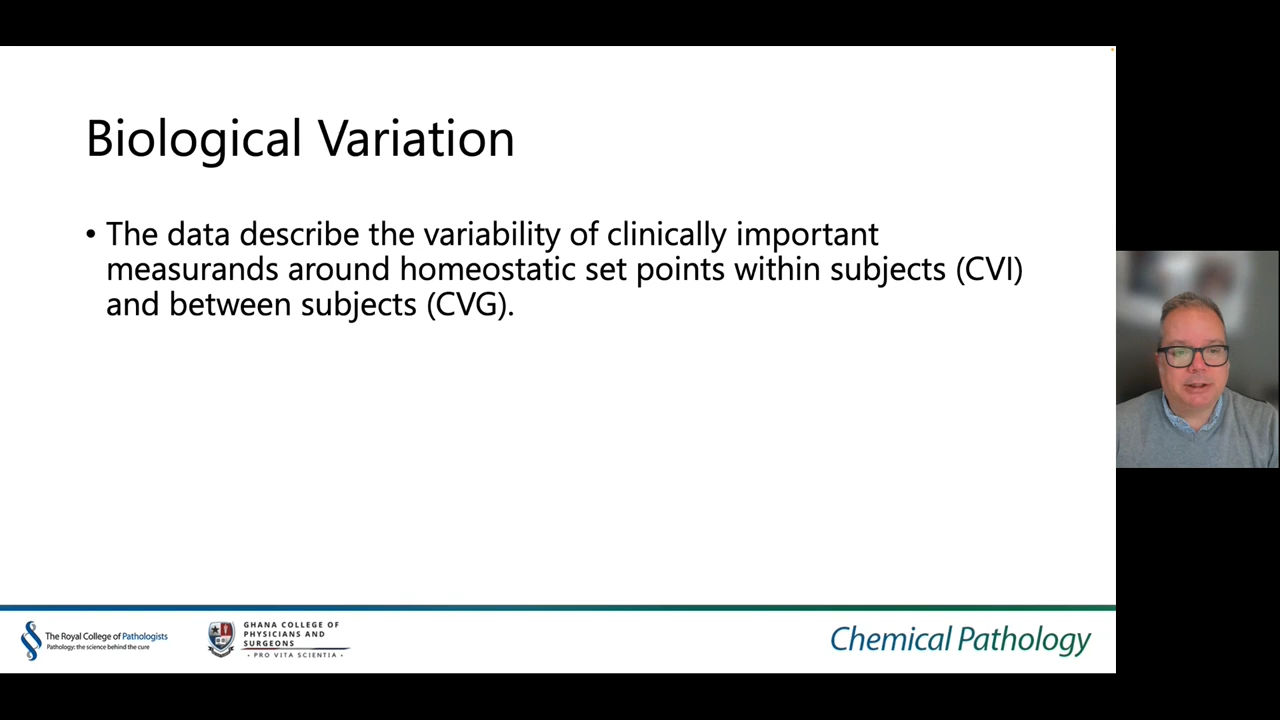 Biological Variation
• The data describe the variability of clinically important
measurands around homeostatic set points within subjects (CVI)
and between subjects (CVG).
The Royal College of Pathologists
Pathology: the science behind the cure
GHANA COLLEGE OF
PHYSICIANS AND
SURGEONS
• PRO VITA SCIENTIA •
Chemical Pathology